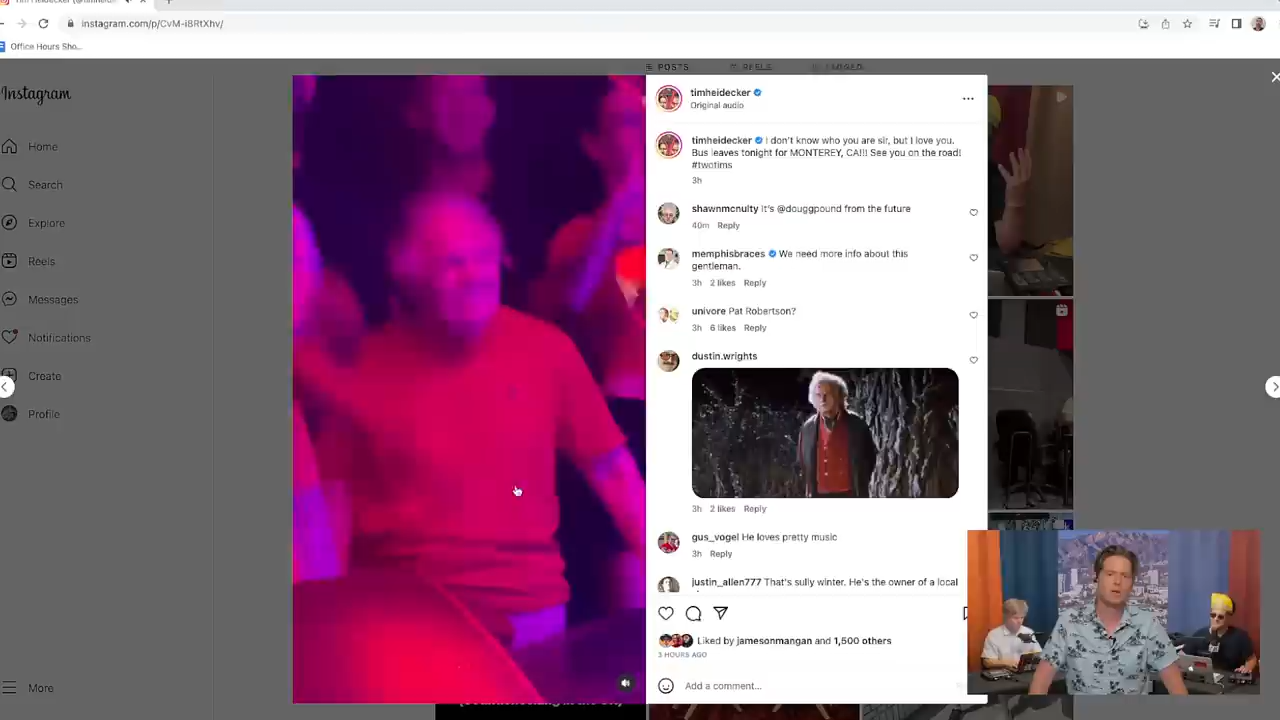 instagram.com/p/CvM-i8RtXhv/
Office Hours Sho...
Instagram
POSTS
REELS
Home
Search
Explore
Reels
Messages
Notifications
Create
Profile
More
timheidecker
Original audio
timheidecker I don't know who you are sir, but I love you.
Bus leaves tonight for MONTEREY, CA!!! See you on the road!
#twotims
3h
shawnmcnulty It's @douggpound from the future
40m Reply
memphisbraces We need more info about this
gentleman.
3h 2 likes Reply
univore Pat Robertson?
3h 6 likes Reply
dustin.wrights
3h 2 likes Reply
gus_vogel He loves pretty music
3h Reply
justin_allen777 That's sully winter. He's the owner of a local
Liked by jamesonmangan and 1,500 others
3 HOURS AGO
Add a comment...